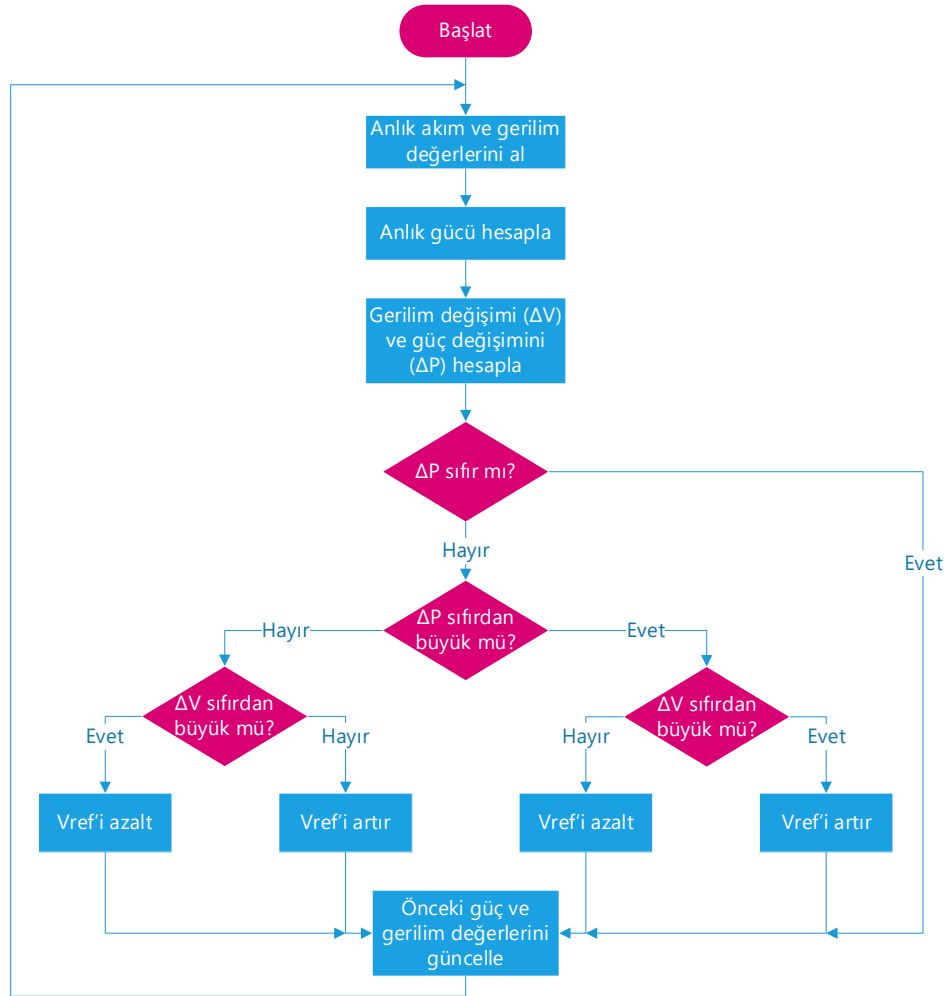 Başlat
Anlık akım ve gerilim
değerlerini al
Anlık gücü hesapla
Gerilim değişimi (ΔV)
ve güç değişimini
(ΔP) hesapla
ΔP sıfır mı?
Hayır
Evet
ΔP sıfırdan
büyük mü?
Hayır
Evet
ΔV sıfırdan
büyük mü?
ΔV sıfırdan
büyük mü?
Evet
Hayır
Hayır
Evet
Vref’i azalt
Vref’i artır
Vref’i azalt
Vref’i artır
Önceki güç ve
gerilim değerlerini
güncelle